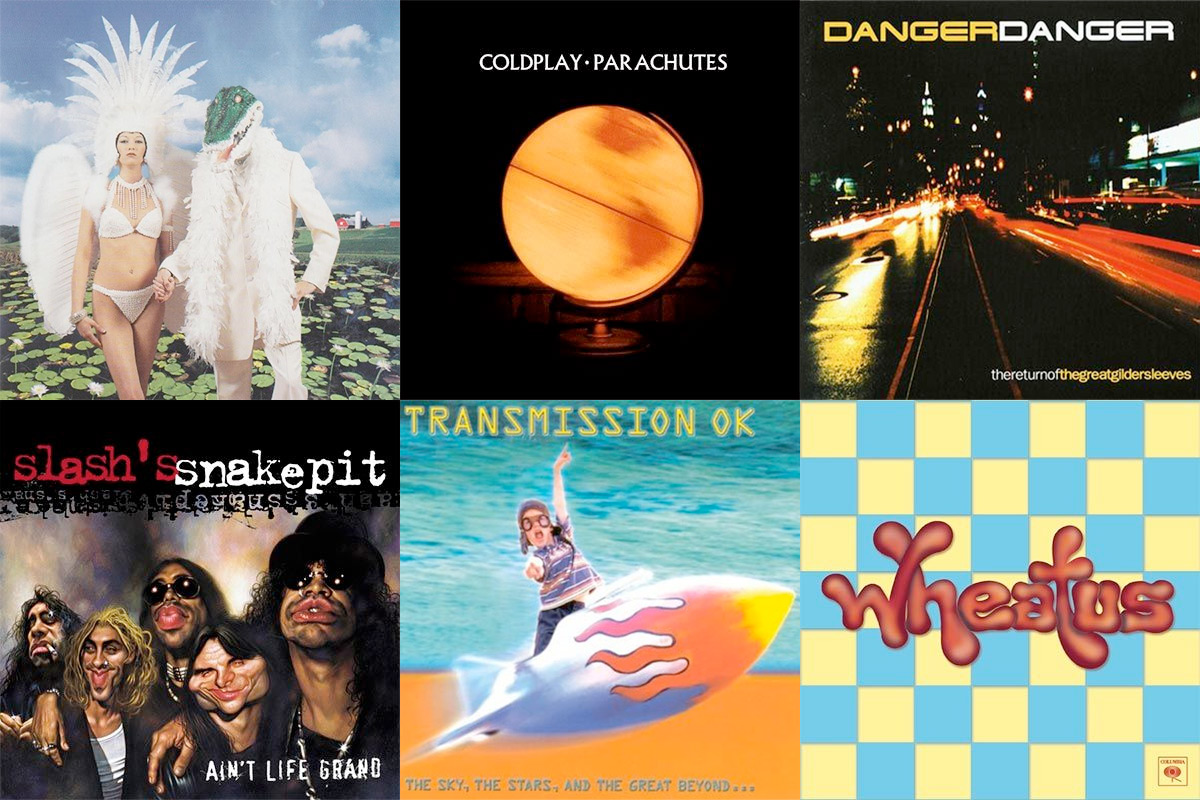 COLDPLAY · PARACHUTES
DANGERDANGER
thereturnofthegreatgildersleeves
slash's snakepit
AIN'T LIFE GRAND
TRANSMISSION OK
THE SKY, THE STARS, AND THE GREAT BEYOND...
Wheatus
COLUMBIA